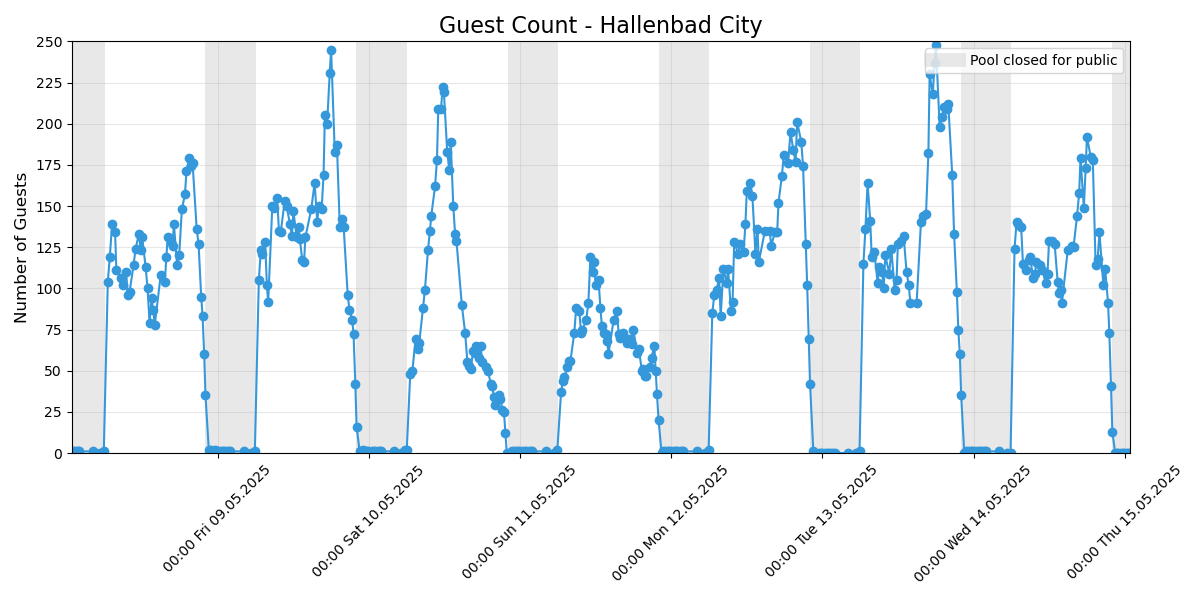 Guest Count - Hallenbad City
Pool closed for public
Number of Guests
250
225
200
175
150
125
100
75
50
25
0
00:00 Fri 09.05.2025
00:00 Sat 10.05.2025
00:00 Sun 11.05.2025
00:00 Mon 12.05.2025
00:00 Tue 13.05.2025
00:00 Wed 14.05.2025
00:00 Thu 15.05.2025